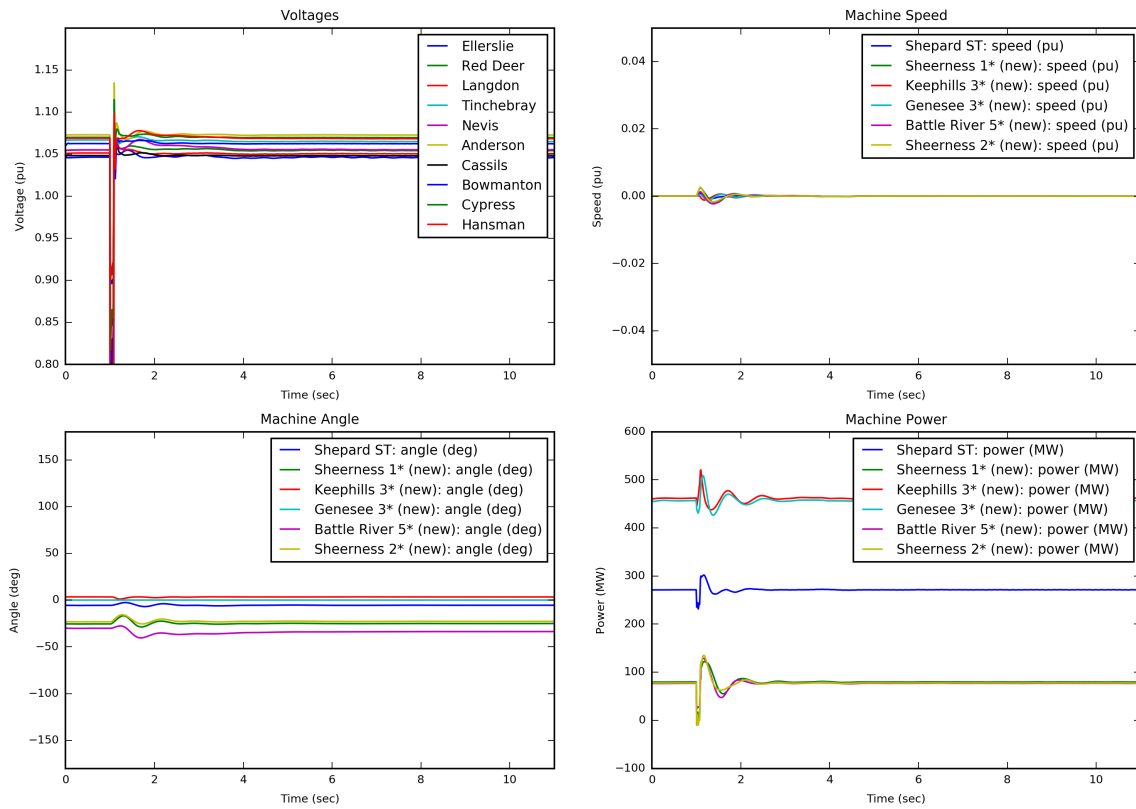 Voltages
1.15
1.10
1.05
1.00
0.95
0.90
0.85
0.80
Voltage (pu)
0
2
4
6
8
10
Time (sec)
Ellerslie
Red Deer
Langdon
Tinchebray
Nevis
Anderson
Cassils
Bowmanton
Cypress
Hansman
Machine Speed
0.04
0.02
0.00
−0.02
−0.04
Speed (pu)
0
2
4
6
8
10
Time (sec)
Shepard ST: speed (pu)
Sheerness 1* (new): speed (pu)
Keephills 3* (new): speed (pu)
Genesee 3* (new): speed (pu)
Battle River 5* (new): speed (pu)
Sheerness 2* (new): speed (pu)
Machine Angle
150
100
50
0
−50
−100
−150
Angle (deg)
0
2
4
6
8
10
Time (sec)
Shepard ST: angle (deg)
Sheerness 1* (new): angle (deg)
Keephills 3* (new): angle (deg)
Genesee 3* (new): angle (deg)
Battle River 5* (new): angle (deg)
Sheerness 2* (new): angle (deg)
Machine Power
600
500
400
300
200
100
0
−100
Power (MW)
0
2
4
6
8
10
Time (sec)
Shepard ST: power (MW)
Sheerness 1* (new): power (MW)
Keephills 3* (new): power (MW)
Genesee 3* (new): power (MW)
Battle River 5* (new): power (MW)
Sheerness 2* (new): power (MW)